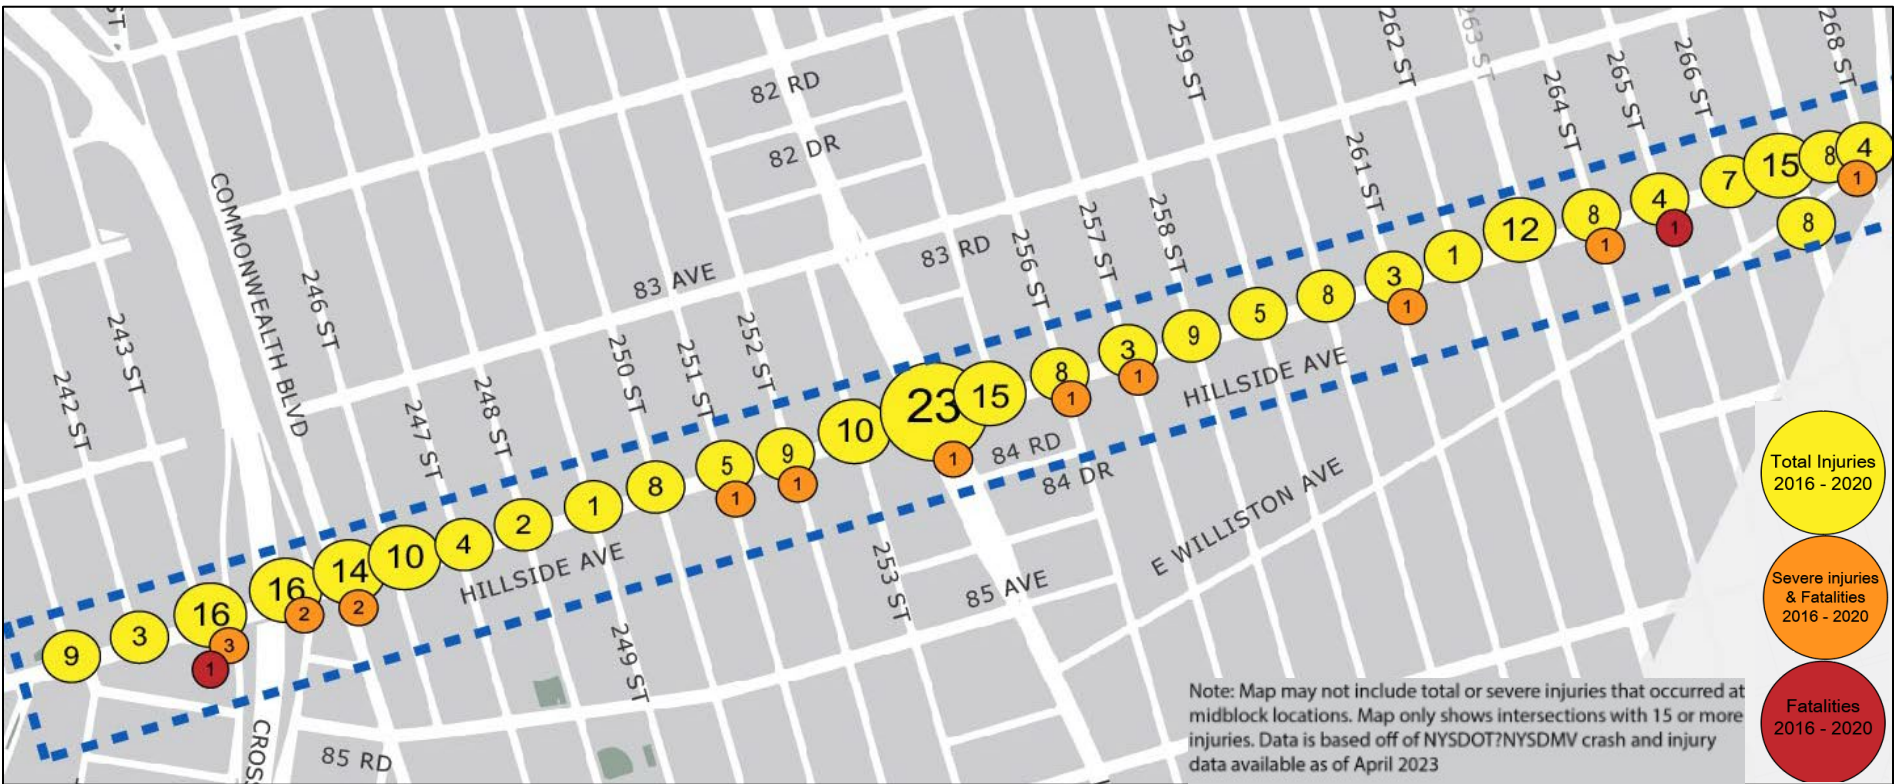 ST
259 ST
262 ST
263 ST
268 ST
266 ST
265 ST
264 ST
82 RD
82 DR
261 ST
COMMONWEALTH BLVD
258 ST
257 ST
256 ST
83 RD
83 AVE
246 ST
243 ST
242 ST
252 ST
251 ST
250 ST
248 ST
247 ST
9
3
16
3
1
16
2
14
2
10
4
2
1
8
5
1
9
1
10
23
1
15
8
1
3
1
9
5
8
3
1
1
12
8
1
4
1
7
15
8
4
1
8
HILLSIDE AVE
HILLSIDE AVE
84 RD
84 DR
E WILLISTON AVE
253 ST
85 AVE
249 ST
85 RD
CROSS
Total Injuries
2016 - 2020
Severe injuries
& Fatalities
2016 - 2020
Fatalities
2016 - 2020
Note: Map may not include total or severe injuries that occurred at
midblock locations. Map only shows intersections with 15 or more
injuries. Data is based off of NYSDOT?NYSDMV crash and injury
data available as of April 2023